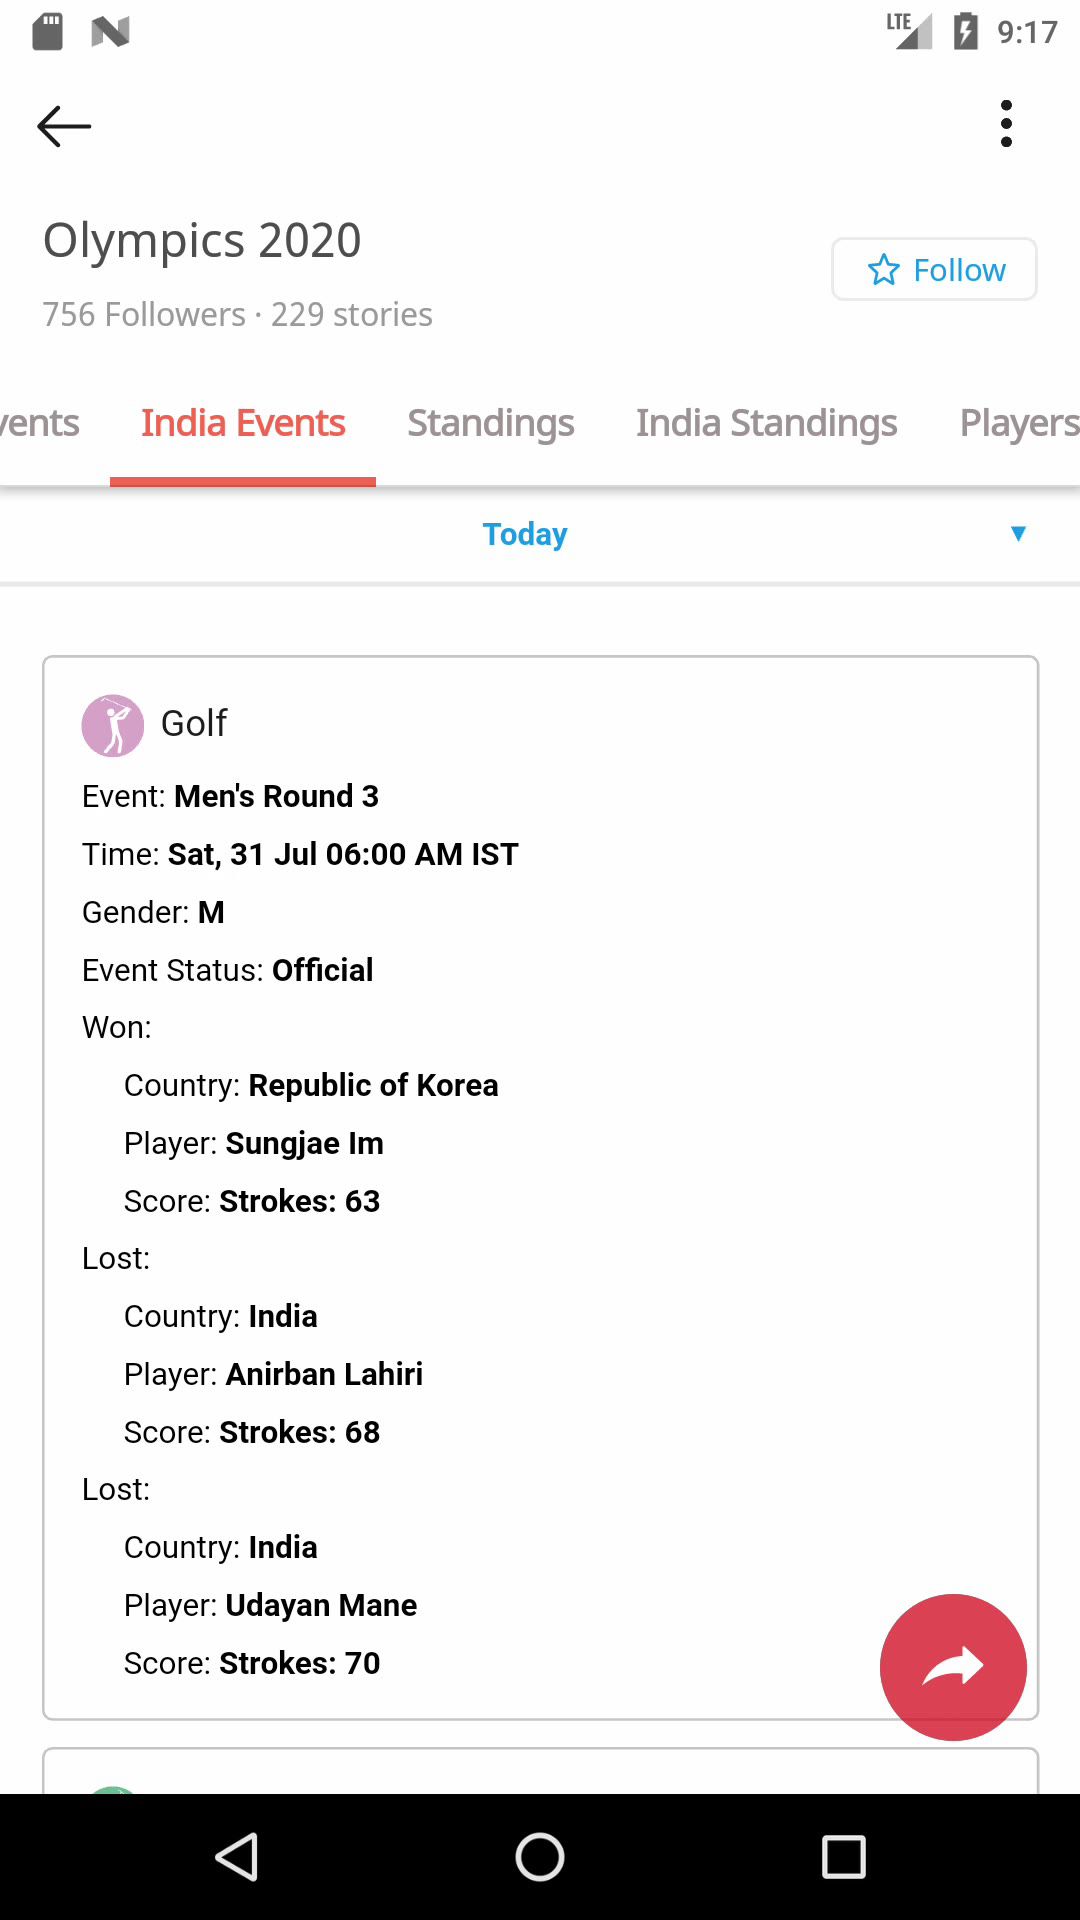 LTE 9:17
Olympics 2020
Follow
756 Followers · 229 stories
vents India Events Standings India Standings Players
Today ▼
Golf
Event: Men's Round 3
Time: Sat, 31 Jul 06:00 AM IST
Gender: M
Event Status: Official
Won:
Country: Republic of Korea
Player: Sungjae Im
Score: Strokes: 63
Lost:
Country: India
Player: Anirban Lahiri
Score: Strokes: 68
Lost:
Country: India
Player: Udayan Mane
Score: Strokes: 70